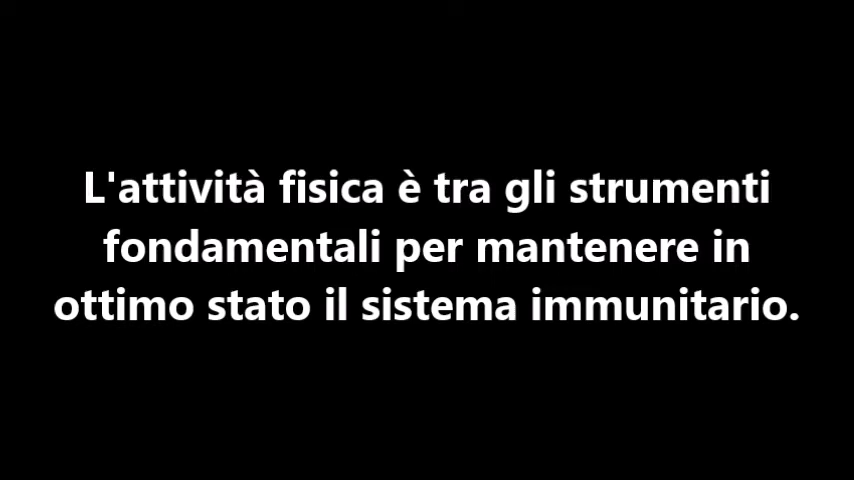 L'attività fisica è tra gli strumenti
fondamentali per mantenere in
ottimo stato il sistema immunitario.